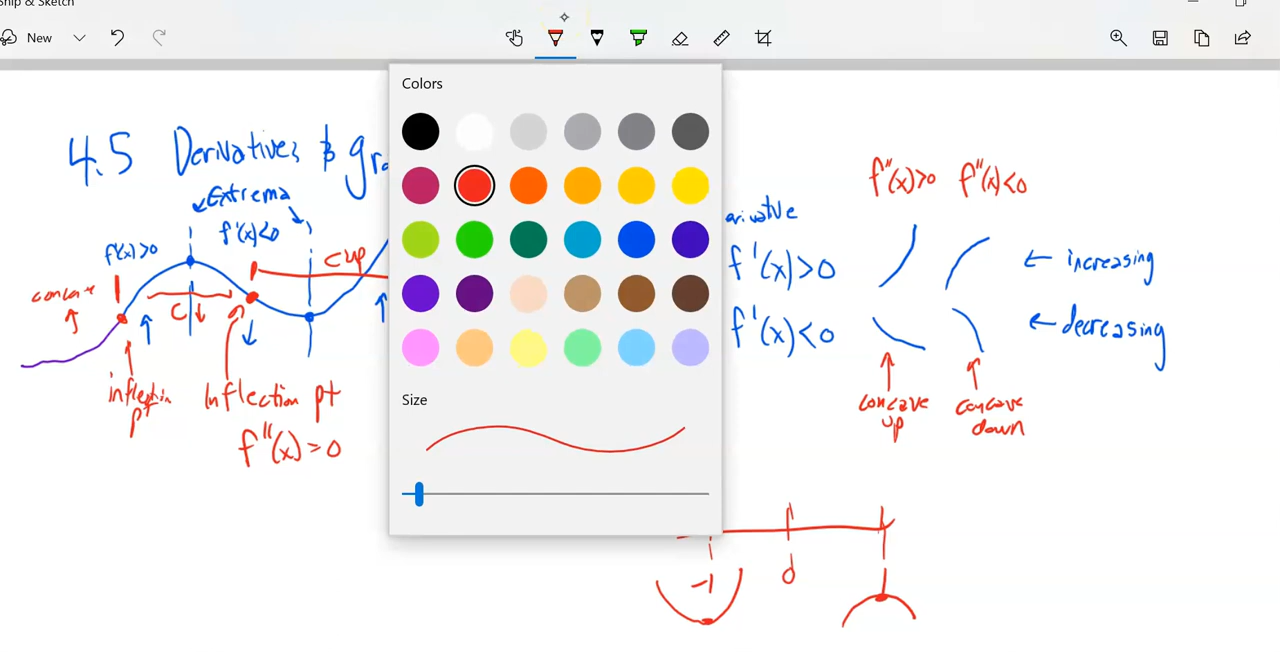 Snip & Sketch
New
Colors
Size
4.5 Derivatives & gra
Extrema
f'(x)>0
f'(x)<0
C up
concave
C
inflection
pt
Inflection pt
f"(x)=0
f"(x)>0 f"(x)<0
erivative
f'(x)>0
← increasing
f'(x)<0
← decreasing
concave
up
concave
down
-1
0